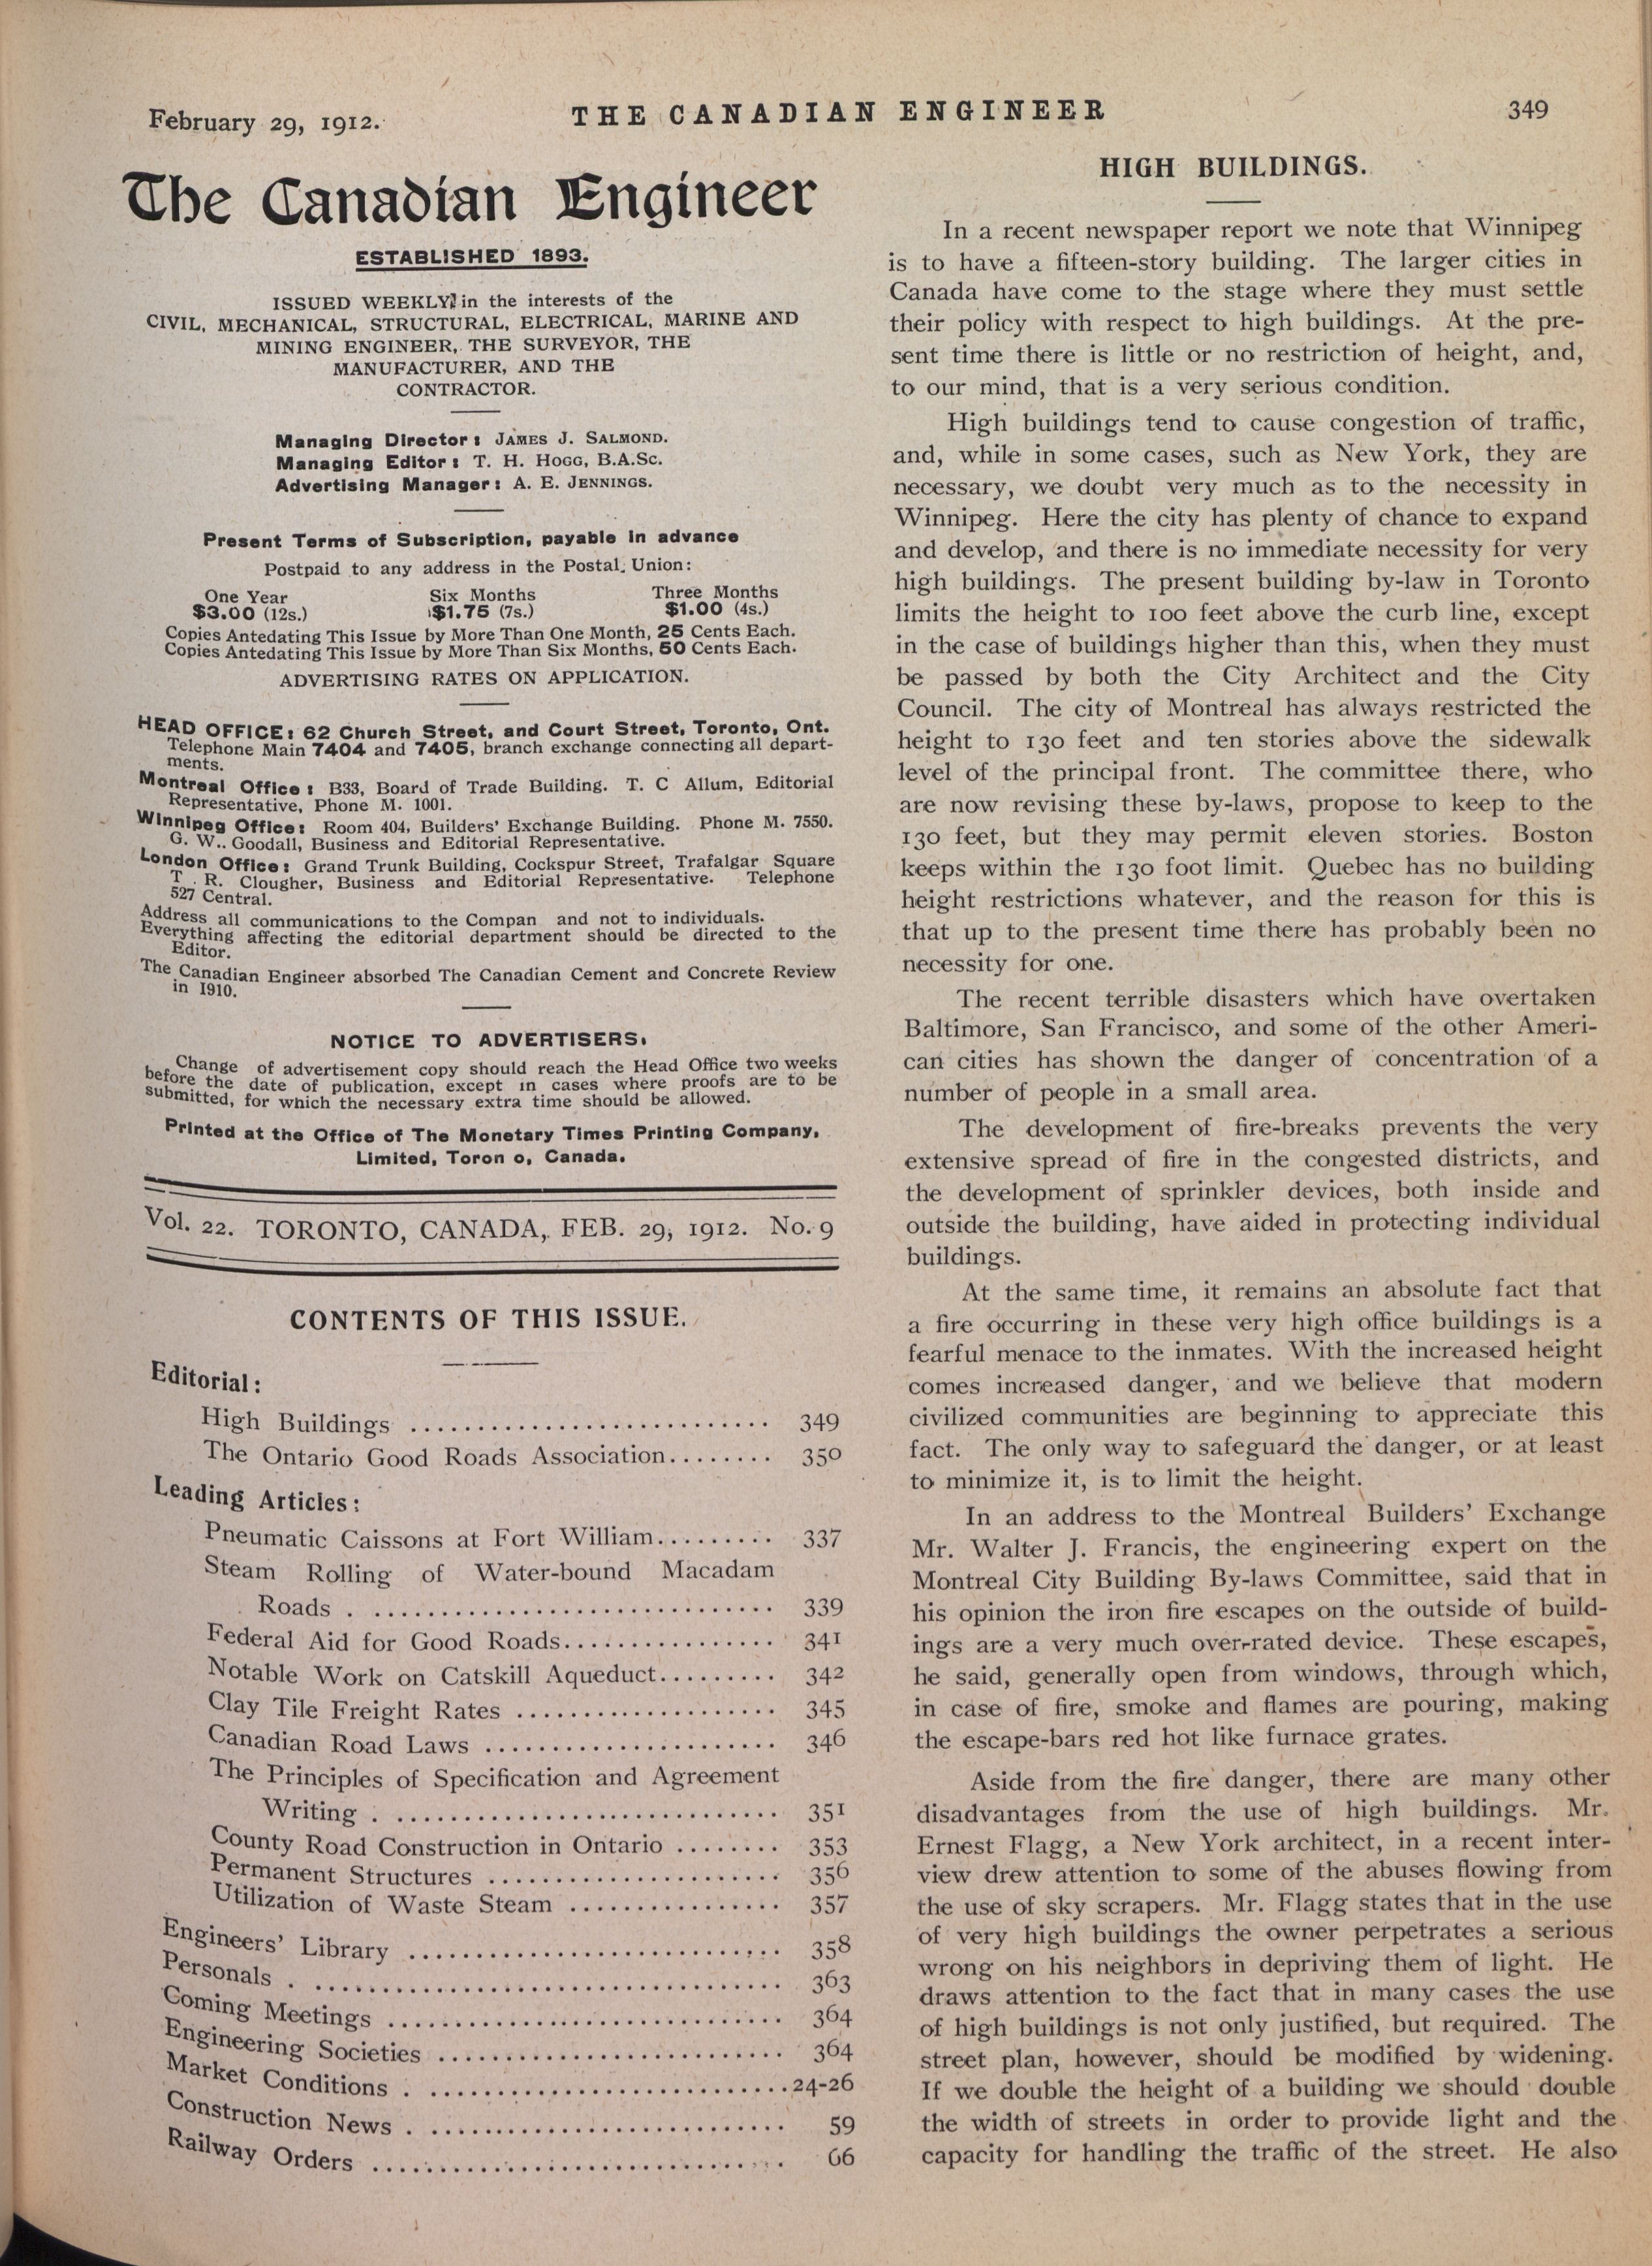 February 29, 1912.
THE CANADIAN ENGINEER
349
The Canadian Engineer
ESTABLISHED 1893.
ISSUED WEEKLY in the interests of the
CIVIL, MECHANICAL, STRUCTURAL, ELECTRICAL, MARINE AND
MINING ENGINEER, THE SURVEYOR, THE
MANUFACTURER, AND THE
CONTRACTOR.
Managing Director: JAMES J. SALMOND.
Managing Editor: T. H. HOGG, B.A.Sc.
Advertising Manager: A. E. JENNINGS.
Present Terms of Subscription, payable in advance
Postpaid to any address in the Postal Union:
One Year Six Months Three Months
$3.00 (12s.) $1.75 (7s.) $1.00 (4s.)
Copies Antedating This Issue by More Than One Month, 25 Cents Each.
Copies Antedating This Issue by More Than Six Months, 50 Cents Each.
ADVERTISING RATES ON APPLICATION.
HEAD OFFICE: 62 Church Street, and Court Street, Toronto, Ont.
Telephone Main 7404 and 7405, branch exchange connecting all depart-
ments.
Montreal Office: B33, Board of Trade Building. T. C Allum, Editorial
Representative, Phone M. 1001.
Winnipeg Office: Room 404, Builders' Exchange Building. Phone M. 7550.
G. W.. Goodall, Business and Editorial Representative.
London Office: Grand Trunk Building, Cockspur Street, Trafalgar Square
T . R. Clougher, Business and Editorial Representative. Telephone
527 Central.
Address all communications to the Compan and not to individuals.
Everything affecting the editorial department should be directed to the
Editor.
The Canadian Engineer absorbed The Canadian Cement and Concrete Review
in 1910.
NOTICE TO ADVERTISERS.
Change of advertisement copy should reach the Head Office two weeks
before the date of publication, except in cases where proofs are to be
submitted, for which the necessary extra time should be allowed.
Printed at the Office of The Monetary Times Printing Company,
Limited, Toron o, Canada.
Vol. 22. TORONTO, CANADA, FEB. 29, 1912. No. 9
CONTENTS OF THIS ISSUE.
Editorial:
High Buildings ........................... 349
The Ontario Good Roads Association........ 350
Leading Articles:
Pneumatic Caissons at Fort William......... 337
Steam Rolling of Water-bound Macadam
Roads . .............................. 339
Federal Aid for Good Roads................ 341
Notable Work on Catskill Aqueduct......... 342
Clay Tile Freight Rates .................... 345
Canadian Road Laws ...................... 346
The Principles of Specification and Agreement
Writing . ............................. 351
County Road Construction in Ontario ........ 353
Permanent Structures ...................... 356
Utilization of Waste Steam ................ 357
Engineers' Library ............................ 358
Personals . ................................... 363
Coming Meetings .............................. 364
Engineering Societies .......................... 364
Market Conditions . ...........................24-26
Construction News . .......................... 59
Railway Orders ............................... 66
HIGH BUILDINGS.
In a recent newspaper report we note that Winnipeg
is to have a fifteen-story building. The larger cities in
Canada have come to the stage where they must settle
their policy with respect to high buildings. At the pre-
sent time there is little or no restriction of height, and,
to our mind, that is a very serious condition.
High buildings tend to cause congestion of traffic,
and, while in some cases, such as New York, they are
necessary, we doubt very much as to the necessity in
Winnipeg. Here the city has plenty of chance to expand
and develop, and there is no immediate necessity for very
high buildings. The present building by-law in Toronto
limits the height to 100 feet above the curb line, except
in the case of buildings higher than this, when they must
be passed by both the City Architect and the City
Council. The city of Montreal has always restricted the
height to 130 feet and ten stories above the sidewalk
level of the principal front. The committee there, who
are now revising these by-laws, propose to keep to the
130 feet, but they may permit eleven stories. Boston
keeps within the 130 foot limit. Quebec has no building
height restrictions whatever, and the reason for this is
that up to the present time there has probably been no
necessity for one.
The recent terrible disasters which have overtaken
Baltimore, San Francisco, and some of the other Ameri-
can cities has shown the danger of concentration of a
number of people in a small area.
The development of fire-breaks prevents the very
extensive spread of fire in the congested districts, and
the development of sprinkler devices, both inside and
outside the building, have aided in protecting individual
buildings.
At the same time, it remains an absolute fact that
a fire occurring in these very high office buildings is a
fearful menace to the inmates. With the increased height
comes increased danger, and we believe that modern
civilized communities are beginning to appreciate this
fact. The only way to safeguard the danger, or at least
to minimize it, is to limit the height.
In an address to the Montreal Builders' Exchange
Mr. Walter J. Francis, the engineering expert on the
Montreal City Building By-laws Committee, said that in
his opinion the iron fire escapes on the outside of build-
ings are a very much over-rated device. These escapes,
he said, generally open from windows, through which,
in case of fire, smoke and flames are pouring, making
the escape-bars red hot like furnace grates.
Aside from the fire danger, there are many other
disadvantages from the use of high buildings. Mr.
Ernest Flagg, a New York architect, in a recent inter-
view drew attention to some of the abuses flowing from
the use of sky scrapers. Mr. Flagg states that in the use
of very high buildings the owner perpetrates a serious
wrong on his neighbors in depriving them of light. He
draws attention to the fact that in many cases the use
of high buildings is not only justified, but required. The
street plan, however, should be modified by widening.
If we double the height of a building we should double
the width of streets in order to provide light and the
capacity for handling the traffic of the street. He also